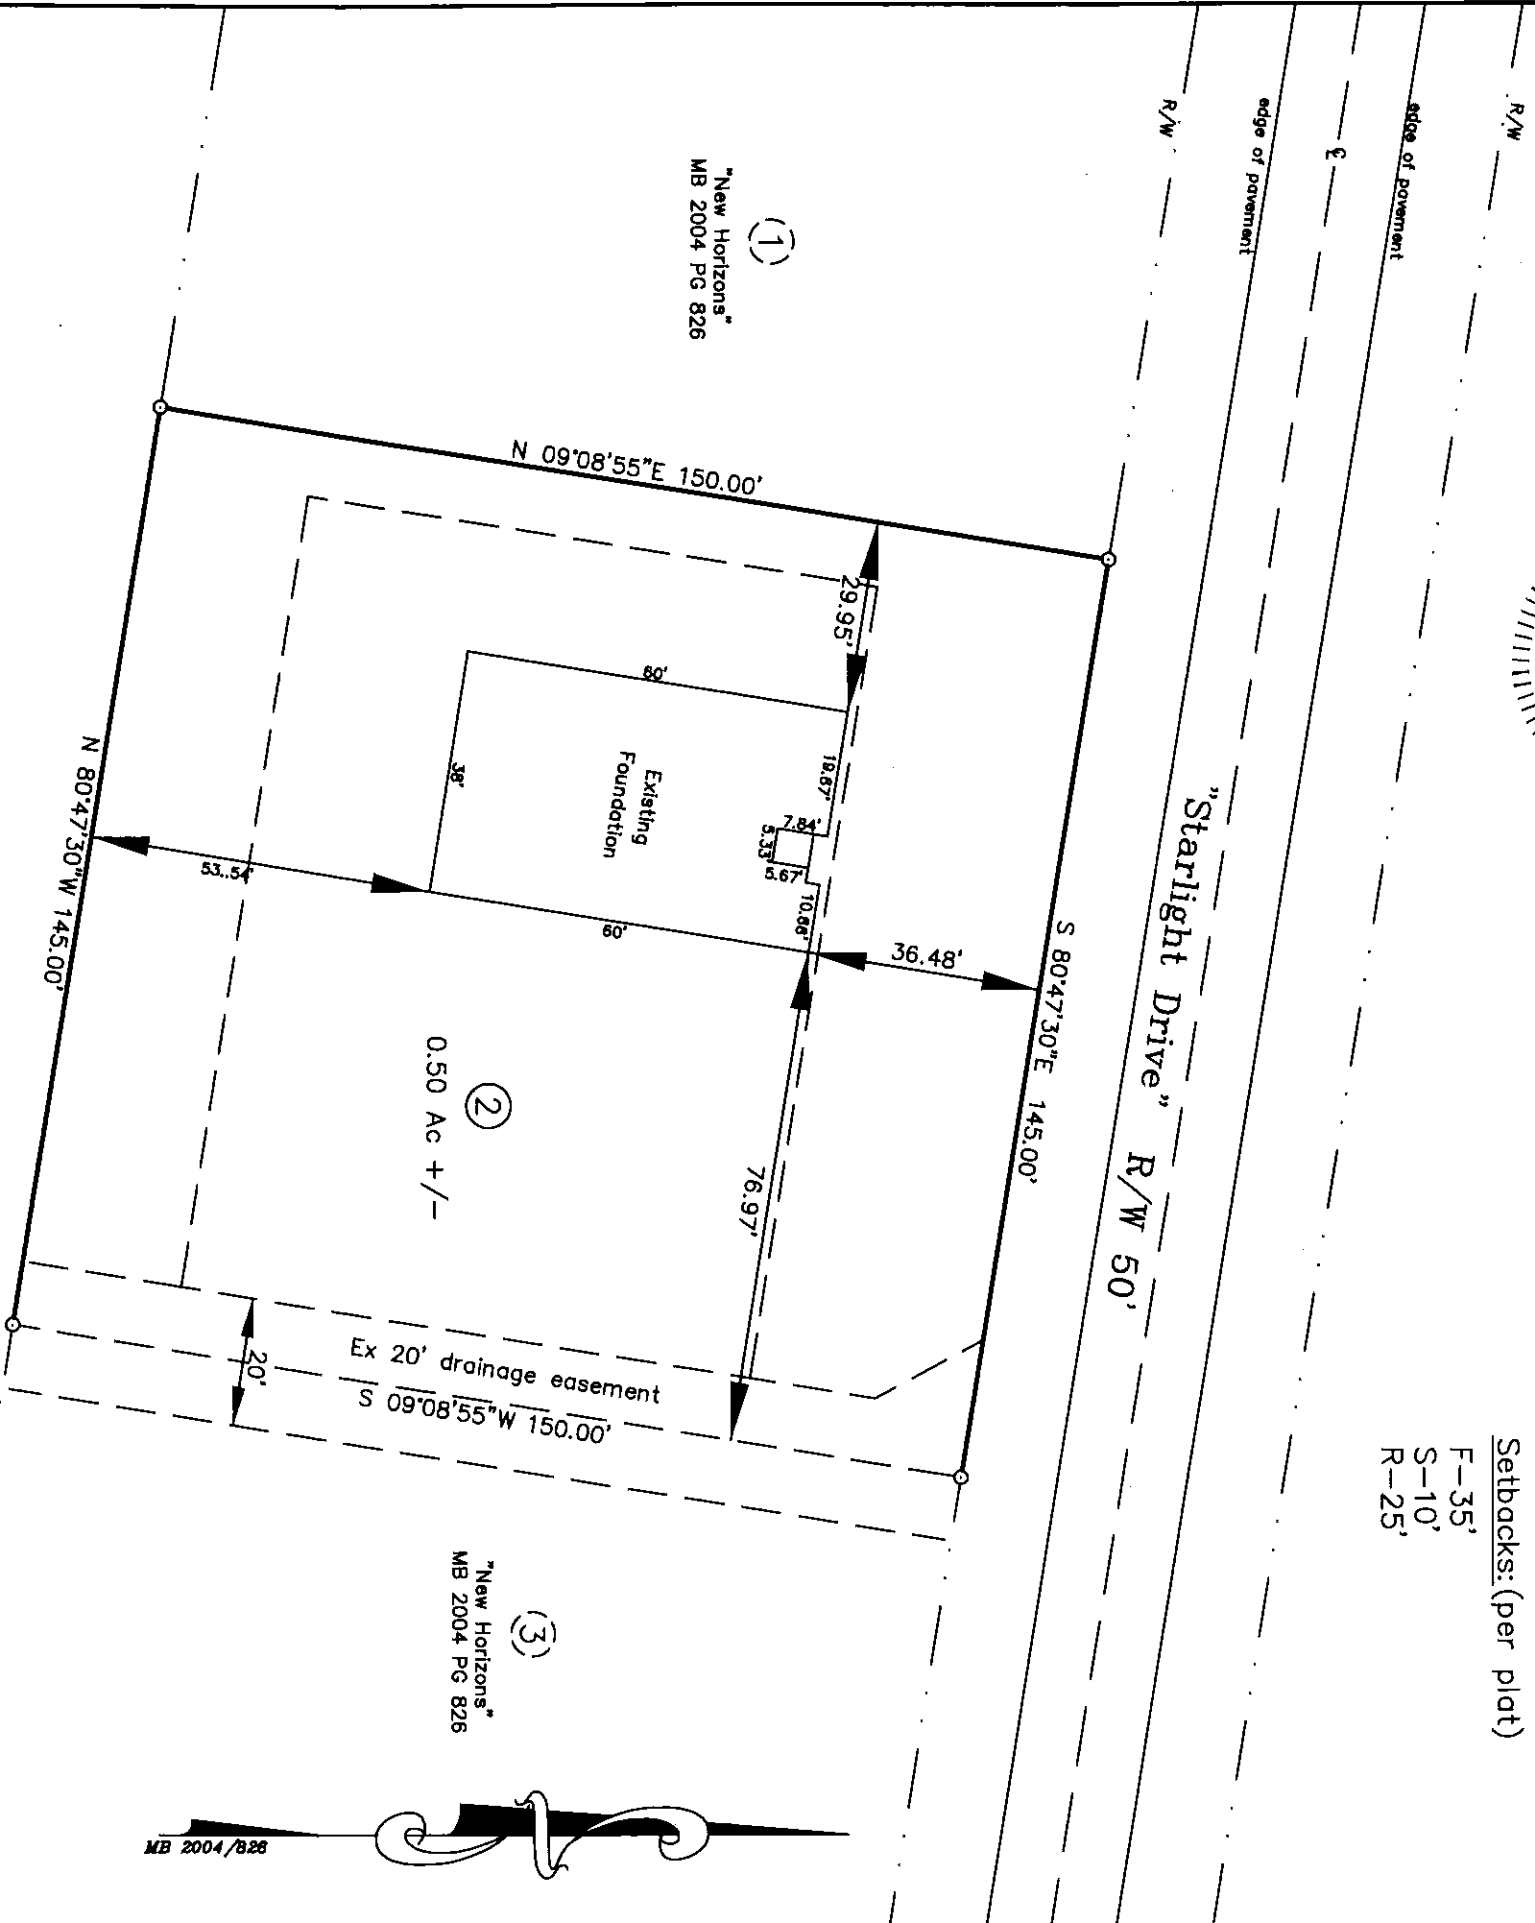 R/W
edge of pavement
℄
edge of pavement
R/W
"Starlight Drive" R/W 50'
Setbacks: (per plat)
F-35'
S-10'
R-25'
(1)
"New Horizons"
MB 2004 PG 826
N 09°08'55"E 150.00'
S 80°47'30"E 145.00'
29.95'
36.48'
60'
19.67'
7.84'
5.33'
5.67'
10.66'
Existing
Foundation
38'
60'
53..54'
76.97'
(2)
0.50 Ac +/-
N 80°47'30"W 145.00'
Ex 20' drainage easement
S 09°08'55"W 150.00'
20'
(3)
"New Horizons"
MB 2004 PG 826
N
MB 2004/826